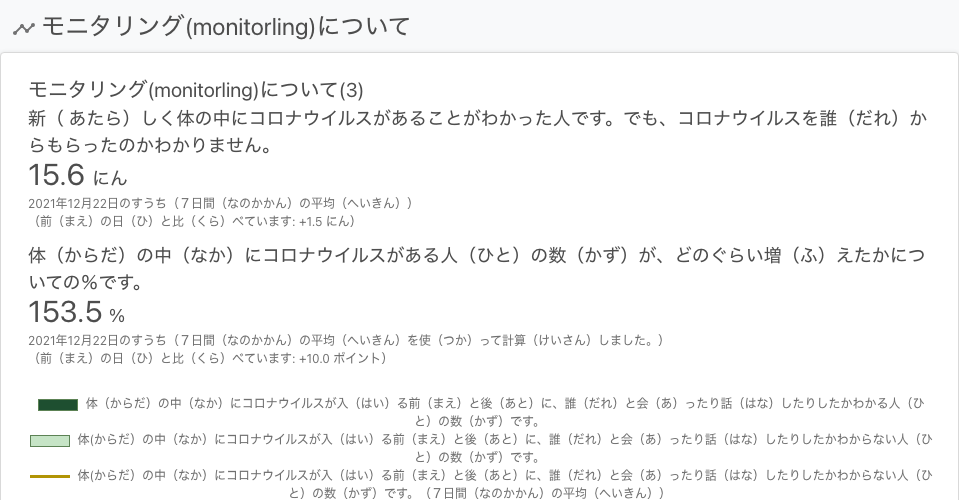 モニタリング(monitorling)について
モニタリング(monitorling)について(3)
新（ あたら）しく体の中にコロナウイルスがあることがわかった人です。でも、コロナウイルスを誰（だれ）か
らもらったのかわかりません。
15.6 にん
2021年12月22日のすうち（７日間（なのかかん）の平均（へいきん））
（前（まえ）の日（ひ）と比（くら）べています: +1.5 にん）
体（からだ）の中（なか）にコロナウイルスがある人（ひと）の数（かず）が、どのぐらい増（ふ）えたかにつ
いての%です。
153.5 %
2021年12月22日のすうち（７日間（なのかかん）の平均（へいきん）を使（つか）って計算（けいさん）しました。）
（前（まえ）の日（ひ）と比（くら）べています: +10.0 ポイント）
体（からだ）の中（なか）にコロナウイルスが入（はい）る前（まえ）と後（あと）に、誰（だれ）と会（あ）ったり話（はな）したりしたかわかる人（ひ
と）の数（かず）です。
体(からだ）の中（なか）にコロナウイルスが入（はい）る前（まえ）と後（あと）に、誰（だれ）と会（あ）ったり話（はな）したりしたかわからない人（ひ
と）の数（かず）です。
体(からだ）の中（なか）にコロナウイルスが入（はい）る前（まえ）と後（あと）に、誰（だれ）と会（あ）ったり話（はな）したりしたかわからない人（ひ
と）の数（かず）です。（７日間（なのかかん）の平均（へいきん））